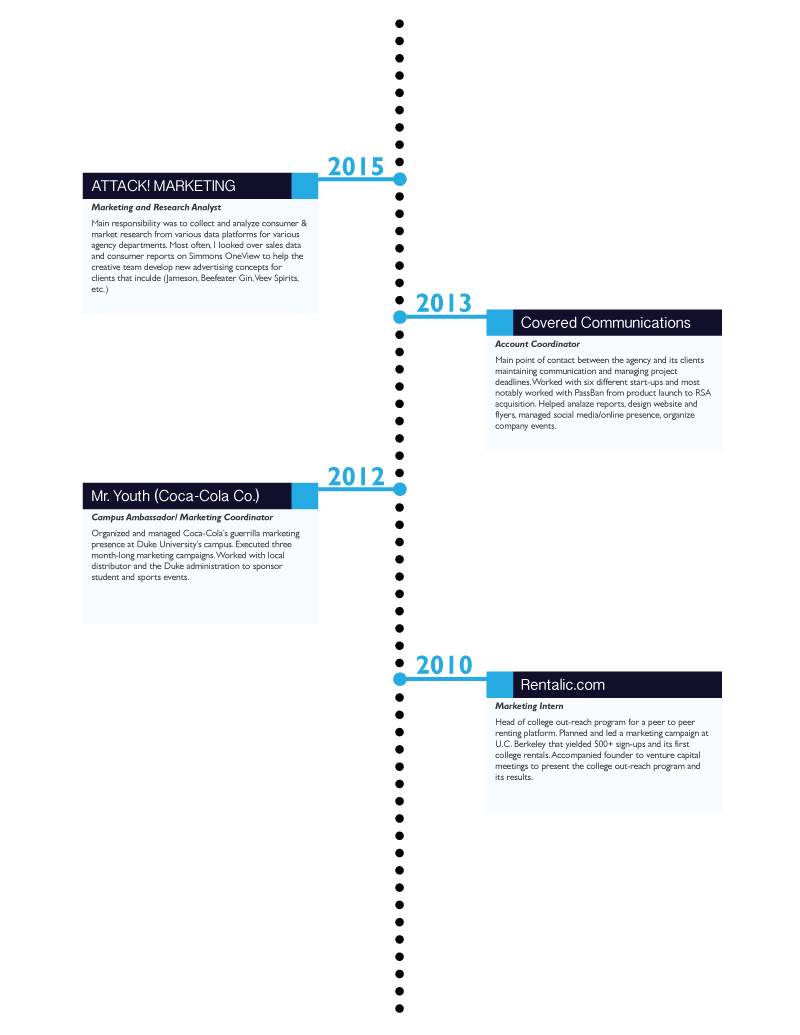 2015
ATTACK! MARKETING
Marketing and Research Analyst
Main responsibility was to collect and analyze consumer &
market research from various data platforms for various
agency departments. Most often, I looked over sales data
and consumer reports on Simmons OneView to help the
creative team develop new advertising concepts for
clients that inculde (Jameson, Beefeater Gin, Veev Spirits,
etc.)
2013
Covered Communications
Account Coordinator
Main point of contact between the agency and its clients
maintaining communication and managing project
deadlines. Worked with six different start-ups and most
notably worked with PassBan from product launch to RSA
acquisition. Helped analaze reports, design website and
flyers, managed social media/online presence, organize
company events.
2012
Mr. Youth (Coca-Cola Co.)
Campus Ambassador/ Marketing Coordinator
Organized and managed Coca-Cola's guerrilla marketing
presence at Duke University's campus. Executed three
month-long marketing campaigns. Worked with local
distributor and the Duke administration to sponsor
student and sports events.
2010
Rentalic.com
Marketing Intern
Head of college out-reach program for a peer to peer
renting platform. Planned and led a marketing campaign at
U.C. Berkeley that yielded 500+ sign-ups and its first
college rentals. Accompanied founder to venture capital
meetings to present the college out-reach program and
its results.